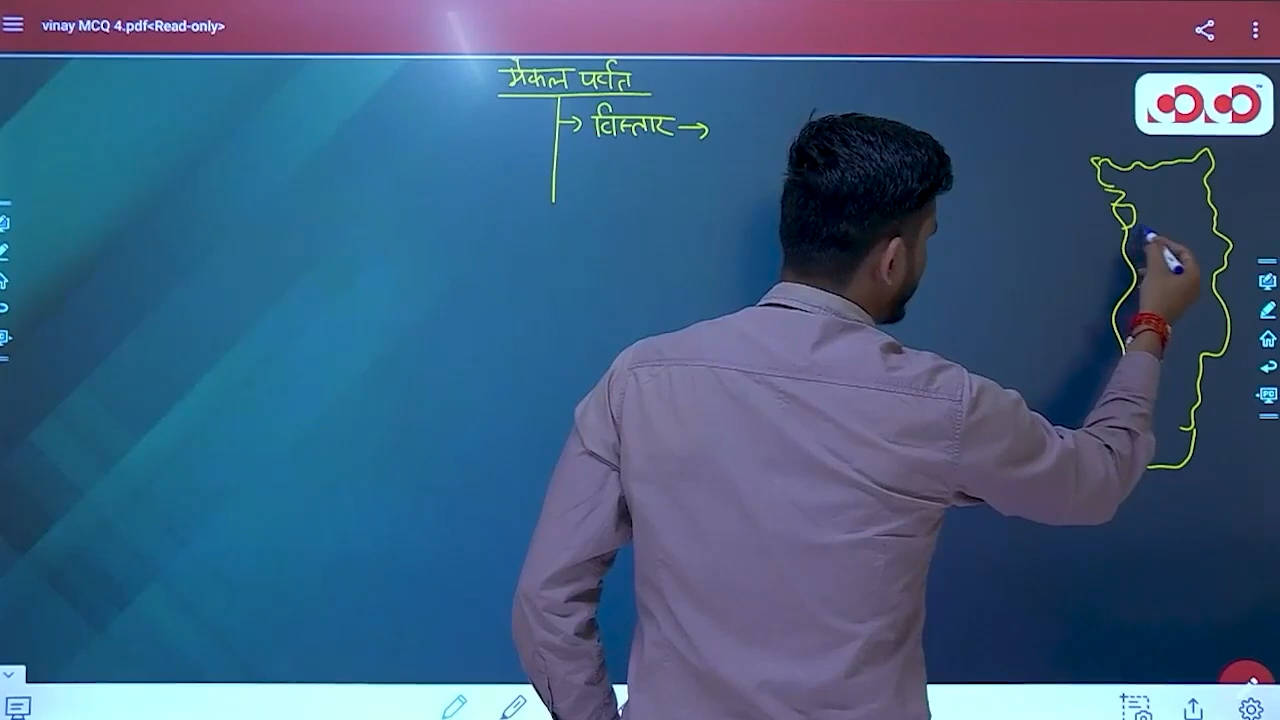 vinay MCQ 4.pdf<Read-only>
मैकल पर्वत
→ विस्तार →